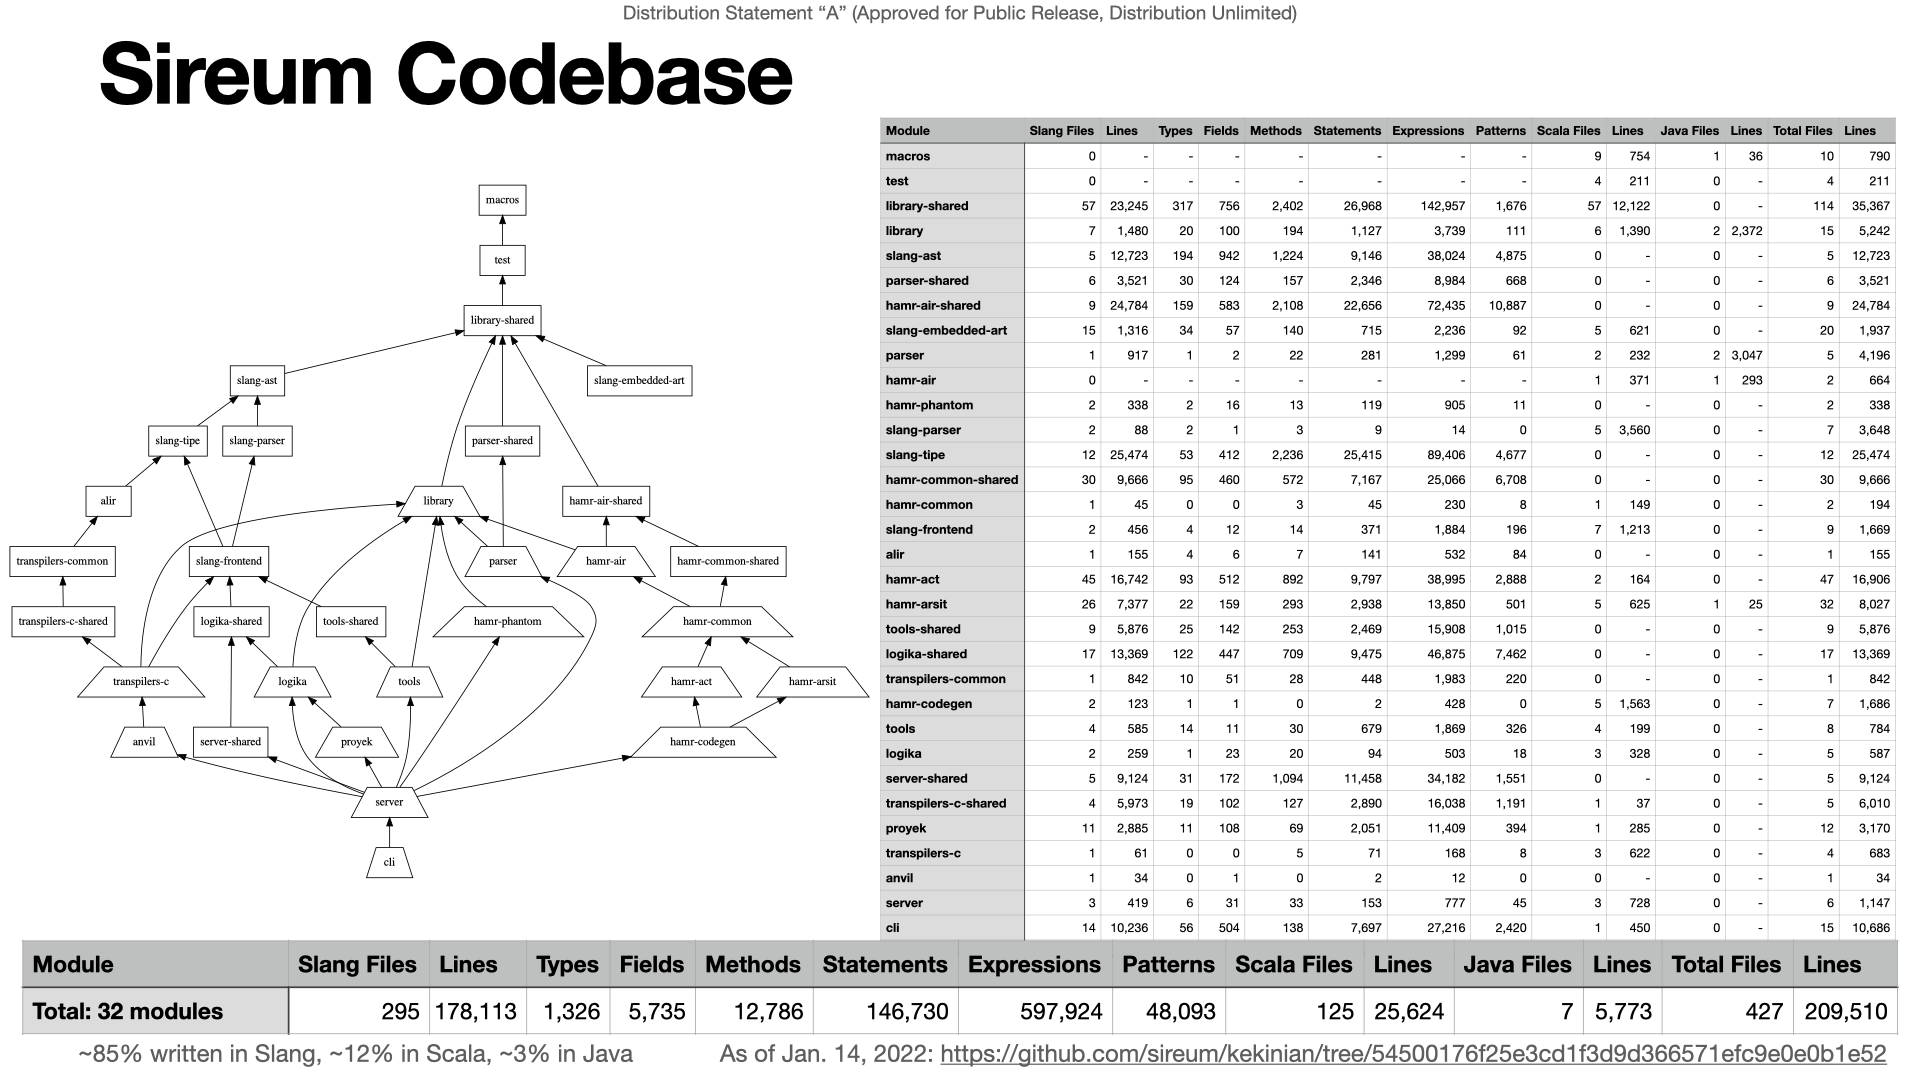 Distribution Statement “A” (Approved for Public Release, Distribution Unlimited)
Sireum Codebase
macros
test
library-shared
slang-ast
slang-embedded-art
slang-tipe
slang-parser
parser-shared
alir
library
hamr-air-shared
transpilers-common
slang-frontend
parser
hamr-air
hamr-common-shared
transpilers-c-shared
logika-shared
tools-shared
hamr-phantom
hamr-common
transpilers-c
logika
tools
hamr-act
hamr-arsit
anvil
server-shared
proyek
hamr-codegen
server
cli
Module Slang Files Lines Types Fields Methods Statements Expressions Patterns Scala Files Lines Java Files Lines Total Files Lines
macros 0 - - - - - - - 9 754 1 36 10 790
test 0 - - - - - - - 4 211 0 - 4 211
library-shared 57 23,245 317 756 2,402 26,968 142,957 1,676 57 12,122 0 - 114 35,367
library 7 1,480 20 100 194 1,127 3,739 111 6 1,390 2 2,372 15 5,242
slang-ast 5 12,723 194 942 1,224 9,146 38,024 4,875 0 - 0 - 5 12,723
parser-shared 6 3,521 30 124 157 2,346 8,984 668 0 - 0 - 6 3,521
hamr-air-shared 9 24,784 159 583 2,108 22,656 72,435 10,887 0 - 0 - 9 24,784
slang-embedded-art 15 1,316 34 57 140 715 2,236 92 5 621 0 - 20 1,937
parser 1 917 1 2 22 281 1,299 61 2 232 2 3,047 5 4,196
hamr-air 0 - - - - - - - 1 371 1 293 2 664
hamr-phantom 2 338 2 16 13 119 905 11 0 - 0 - 2 338
slang-parser 2 88 2 1 3 9 14 0 5 3,560 0 - 7 3,648
slang-tipe 12 25,474 53 412 2,236 25,415 89,406 4,677 0 - 0 - 12 25,474
hamr-common-shared 30 9,666 95 460 572 7,167 25,066 6,708 0 - 0 - 30 9,666
hamr-common 1 45 0 0 3 45 230 8 1 149 0 - 2 194
slang-frontend 2 456 4 12 14 371 1,884 196 7 1,213 0 - 9 1,669
alir 1 155 4 6 7 141 532 84 0 - 0 - 1 155
hamr-act 45 16,742 93 512 892 9,797 38,995 2,888 2 164 0 - 47 16,906
hamr-arsit 26 7,377 22 159 293 2,938 13,850 501 5 625 1 25 32 8,027
tools-shared 9 5,876 25 142 253 2,469 15,908 1,015 0 - 0 - 9 5,876
logika-shared 17 13,369 122 447 709 9,475 46,875 7,462 0 - 0 - 17 13,369
transpilers-common 1 842 10 51 28 448 1,983 220 0 - 0 - 1 842
hamr-codegen 2 123 1 1 0 2 428 0 5 1,563 0 - 7 1,686
tools 4 585 14 11 30 679 1,869 326 4 199 0 - 8 784
logika 2 259 1 23 20 94 503 18 3 328 0 - 5 587
server-shared 5 9,124 31 172 1,094 11,458 34,182 1,551 0 - 0 - 5 9,124
transpilers-c-shared 4 5,973 19 102 127 2,890 16,038 1,191 1 37 0 - 5 6,010
proyek 11 2,885 11 108 69 2,051 11,409 394 1 285 0 - 12 3,170
transpilers-c 1 61 0 0 5 71 168 8 3 622 0 - 4 683
anvil 1 34 0 1 0 2 12 0 0 - 0 - 1 34
server 3 419 6 31 33 153 777 45 3 728 0 - 6 1,147
cli 14 10,236 56 504 138 7,697 27,216 2,420 1 450 0 - 15 10,686
Module Slang Files Lines Types Fields Methods Statements Expressions Patterns Scala Files Lines Java Files Lines Total Files Lines
Total: 32 modules 295 178,113 1,326 5,735 12,786 146,730 597,924 48,093 125 25,624 7 5,773 427 209,510
~85% written in Slang, ~12% in Scala, ~3% in Java
As of Jan. 14, 2022: https://github.com/sireum/kekinian/tree/54500176f25e3cd1f3d9d366571efc9e0e0b1e52